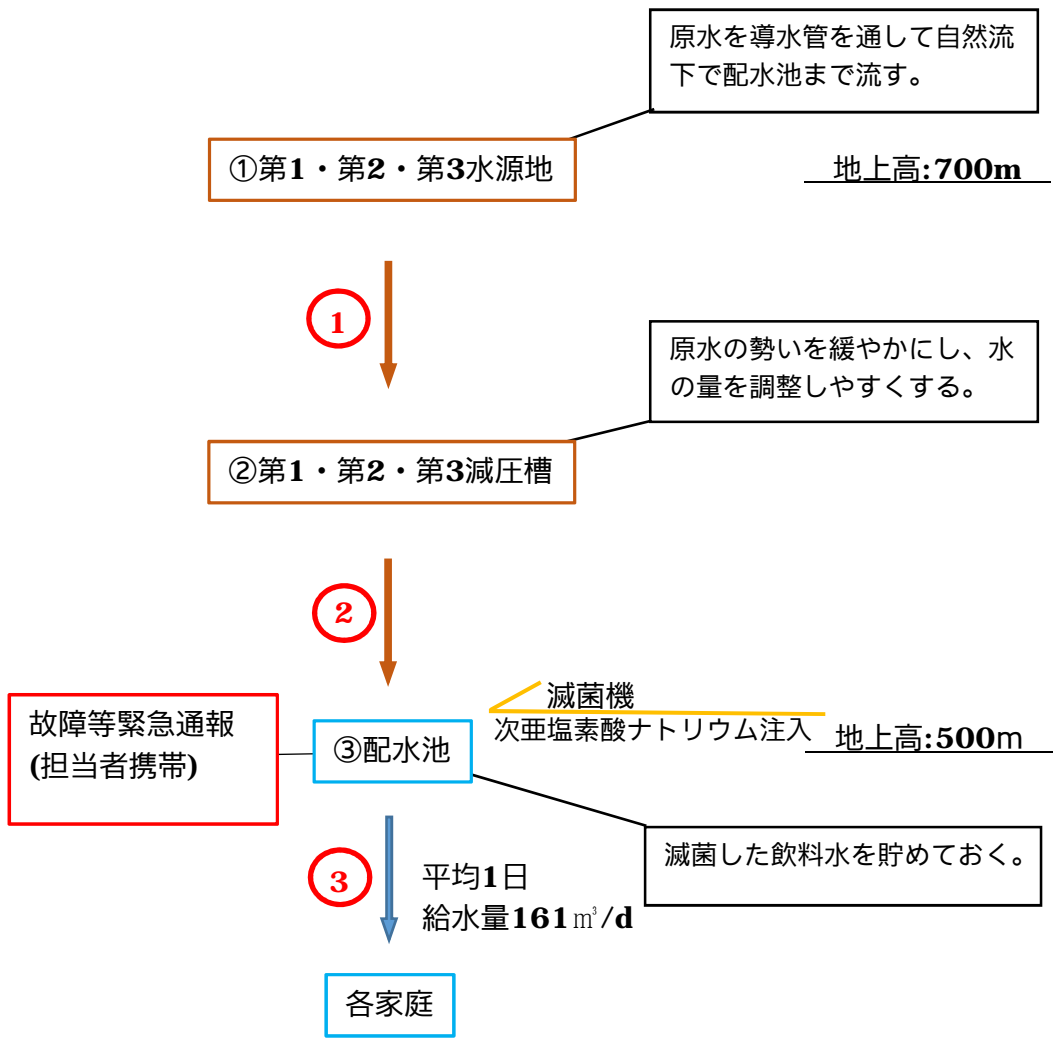 原水を導水管を通して自然流
下で配水池まで流す。
①第1・第2・第3水源地
地上高:700m
1
原水の勢いを緩やかにし、水
の量を調整しやすくする。
②第1・第2・第3減圧槽
2
滅菌機
次亜塩素酸ナトリウム注入
地上高:500m
故障等緊急通報
(担当者携帯)
③配水池
滅菌した飲料水を貯めておく。
3
平均1日
給水量161㎥/d
各家庭